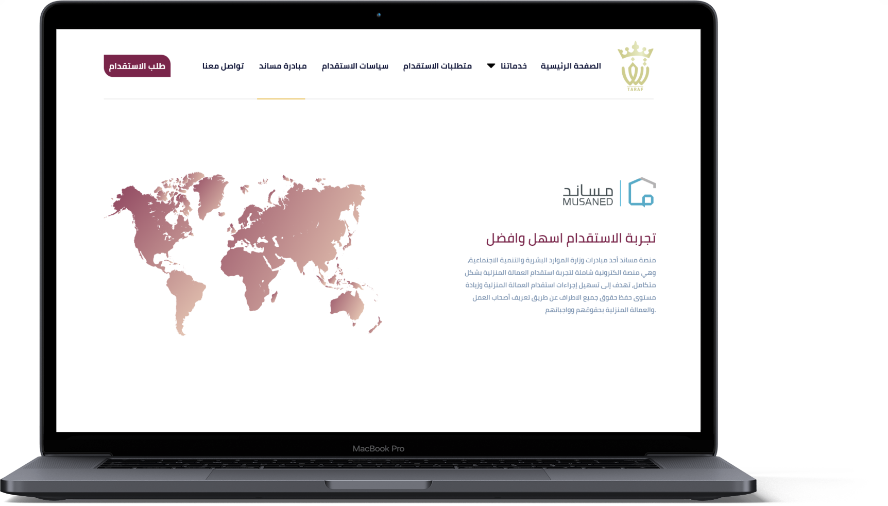 الصفحة الرئيسية
خدماتنا
متطلبات الاستقدام
سياسات الاستقدام
مبادرة مساند
تواصل معنا
طلب الاستقدام
مساند
MUSANED
تجربة الاستقدام اسهل وافضل
منصة مساند أحد مبادرات وزارة الموارد البشرية والتنمية الاجتماعية،
وهي منصة الكترونية شاملة لتجربة استقدام العمالة المنزلية بشكل
متكامل، تهدف إلى تسهيل إجراءات استقدام العمالة المنزلية وزيادة
مستوى حفظ حقوق جميع الاطراف عن طريق تعريف أصحاب العمل
.والعمالة المنزلية بحقوقهم وواجباتهم
MacBook Pro